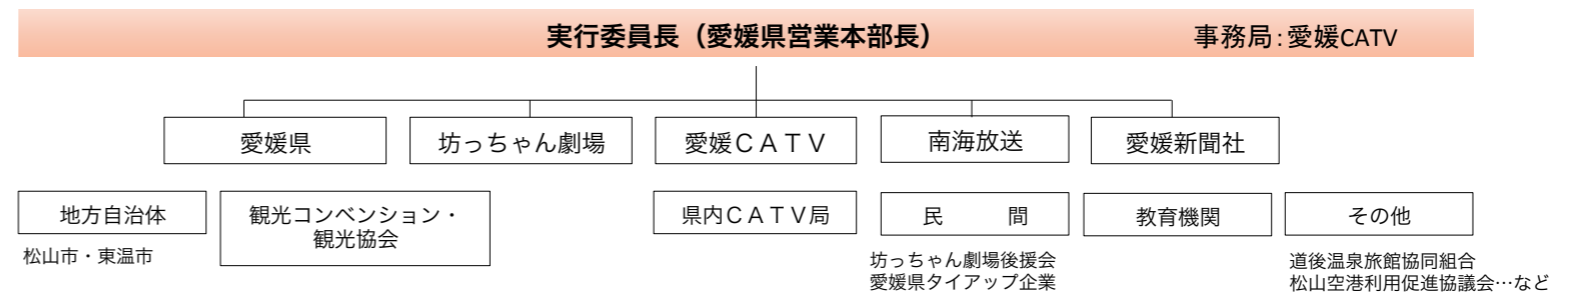 実行委員長（愛媛県営業本部長） 事務局：愛媛CATV
愛媛県
坊っちゃん劇場
愛媛ＣＡＴＶ
南海放送
愛媛新聞社
地方自治体
観光コンベンション・
観光協会
県内ＣＡＴＶ局
民　　　間
教育機関
その他
松山市・東温市
坊っちゃん劇場後援会
愛媛県タイアップ企業
道後温泉旅館協同組合
松山空港利用促進協議会…など